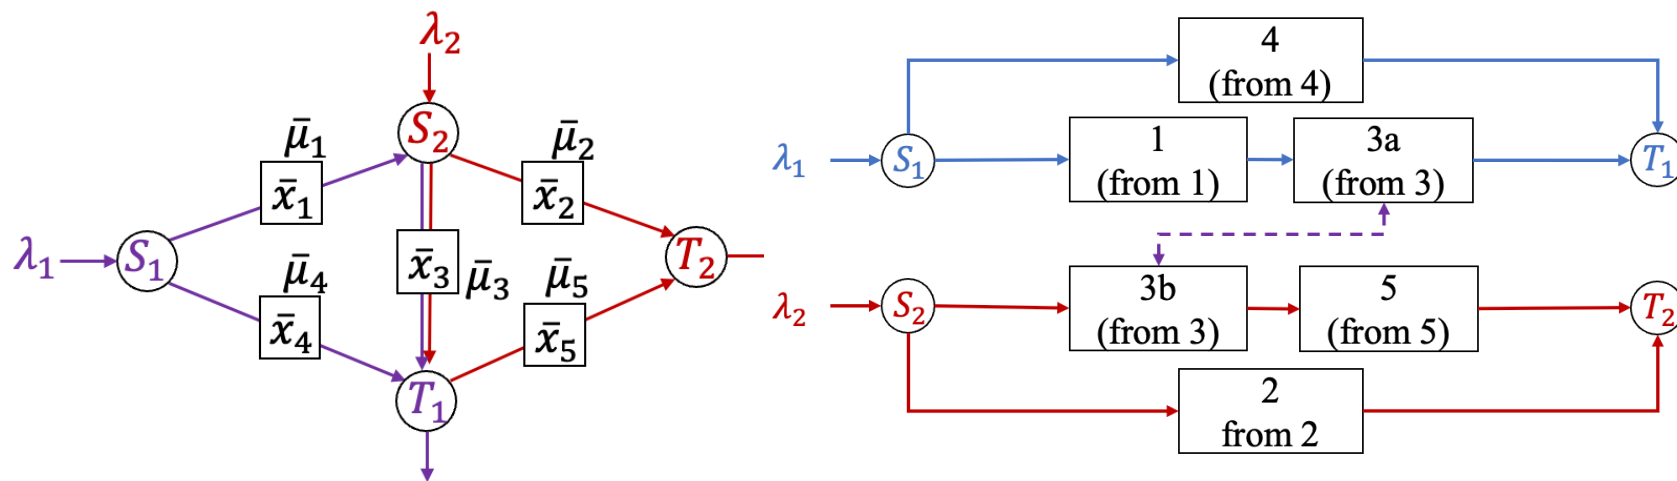 λ₂
S₂
μ̄₁
μ̄₂
x̄₁
x̄₂
λ₁
S₁
x̄₃
μ̄₃
T₂
μ̄₄
μ̄₅
x̄₄
x̄₅
T₁
4
(from 4)
λ₁
S₁
1
(from 1)
3a
(from 3)
T₁
λ₂
S₂
3b
(from 3)
5
(from 5)
T₂
2
from 2